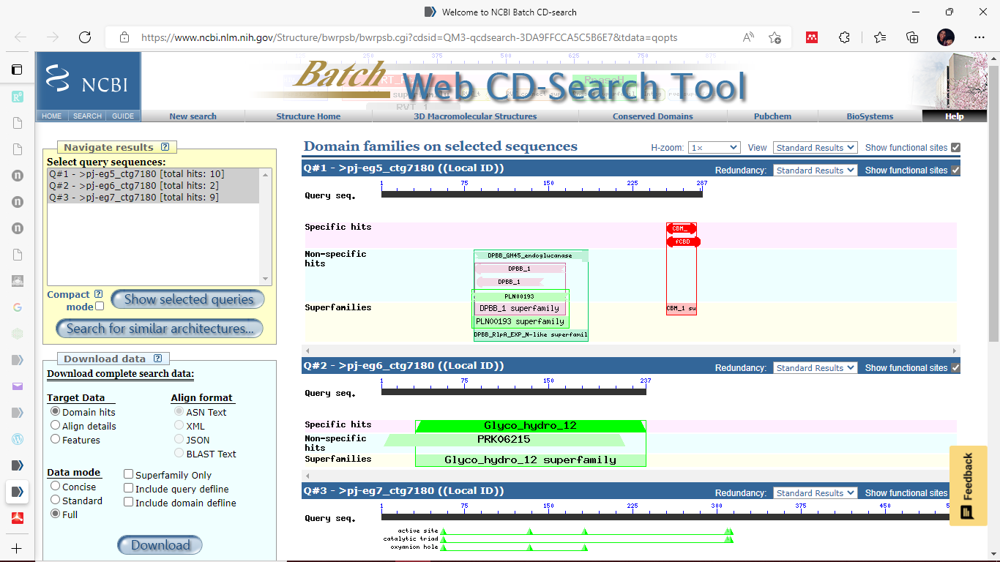 Welcome to NCBI Batch CD-search
https://www.ncbi.nlm.nih.gov/Structure/bwrpsb/bwrpsb.cgi?cdsid=QM3-qcdsearch-3DA9FFCCA5C5B6E7&tdata=qopts
NCBI
Batch Web CD-Search Tool
HOME SEARCH GUIDE New search Structure Home 3D Macromolecular Structures Conserved Domains Pubchem BioSystems Help
Navigate results ?
Select query sequences:
Q#1 - >pj-eg5_ctg7180 [total hits: 10]
Q#2 - >pj-eg6_ctg7180 [total hits: 2]
Q#3 - >pj-eg7_ctg7180 [total hits: 9]
Compact ?
mode
Show selected queries
Search for similar architectures...
Download data ?
Download complete search data:
Target Data Align format
Domain hits ASN Text
Align details XML
Features JSON
BLAST Text
Data mode
Superfamily Only
Concise
Include query defline
Standard
Include domain defline
Full
Download
Domain families on selected sequences
H-zoom: 1× View Standard Results Show functional sites
Q#1 - >pj-eg5_ctg7180 ((Local ID))
Redundancy: Standard Results Show functional sites
1 75 150 225 287
Query seq.
Specific hits
CBM_
fCBD
Non-specific
hits
DPBB_GH45_endoglucanase
DPBB_1
DPBB_1
PLN00193
Superfamilies
DPBB_1 superfamily
CBM_1 su
PLN00193 superfamily
DPBB_RlpA_EXP_N-like superfamil
Q#2 - >pj-eg6_ctg7180 ((Local ID))
Redundancy: Standard Results Show functional sites
1 75 150 237
Query seq.
Specific hits
Glyco_hydro_12
Non-specific
hits
PRK06215
Superfamilies
Glyco_hydro_12 superfamily
Q#3 - >pj-eg7_ctg7180 ((Local ID))
Redundancy: Standard Results Show functional sites
1 75 150 225 300 375 450
Query seq.
active site
catalytic triad
oxyanion hole
Feedback